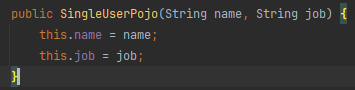 public SingleUserPojo(String name, String job) {
    this.name = name;
    this.job = job;
}